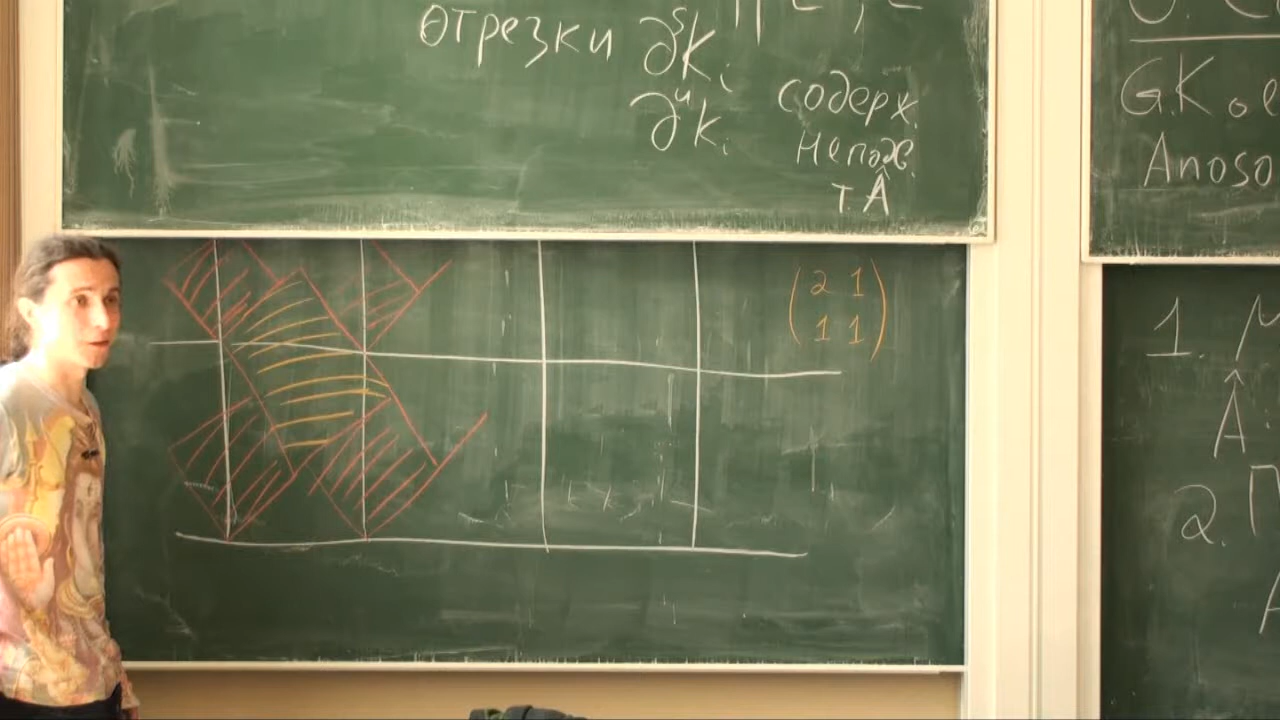 отрезки ∂ˢKᵢ
∂ᵘKᵢ содерж.
непод.
т. Â
(2 1)
(1 1)
G.K
Anoso
1.
Â
2. П
A